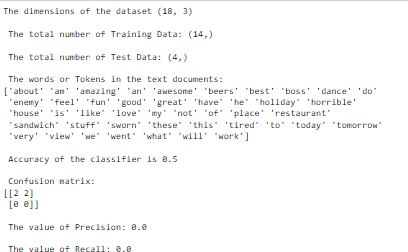 The dimensions of the dataset (18, 3)
The total number of Training Data: (14,)
The total number of Test Data: (4,)
The words or Tokens in the text documents:
['about' 'am' 'amazing' 'an' 'awesome' 'beers' 'best' 'boss' 'dance' 'do'
'enemy' 'feel' 'fun' 'good' 'great' 'have' 'he' 'holiday' 'horrible'
'house' 'is' 'like' 'love' 'my' 'not' 'of' 'place' 'restaurant'
'sandwich' 'stuff' 'sworn' 'these' 'this' 'tired' 'to' 'today' 'tomorrow'
'very' 'view' 'we' 'went' 'what' 'will' 'work']
Accuracy of the classifier is 0.5
Confusion matrix:
[[2 2]
[0 0]]
The value of Precision: 0.0
The value of Recall: 0.0